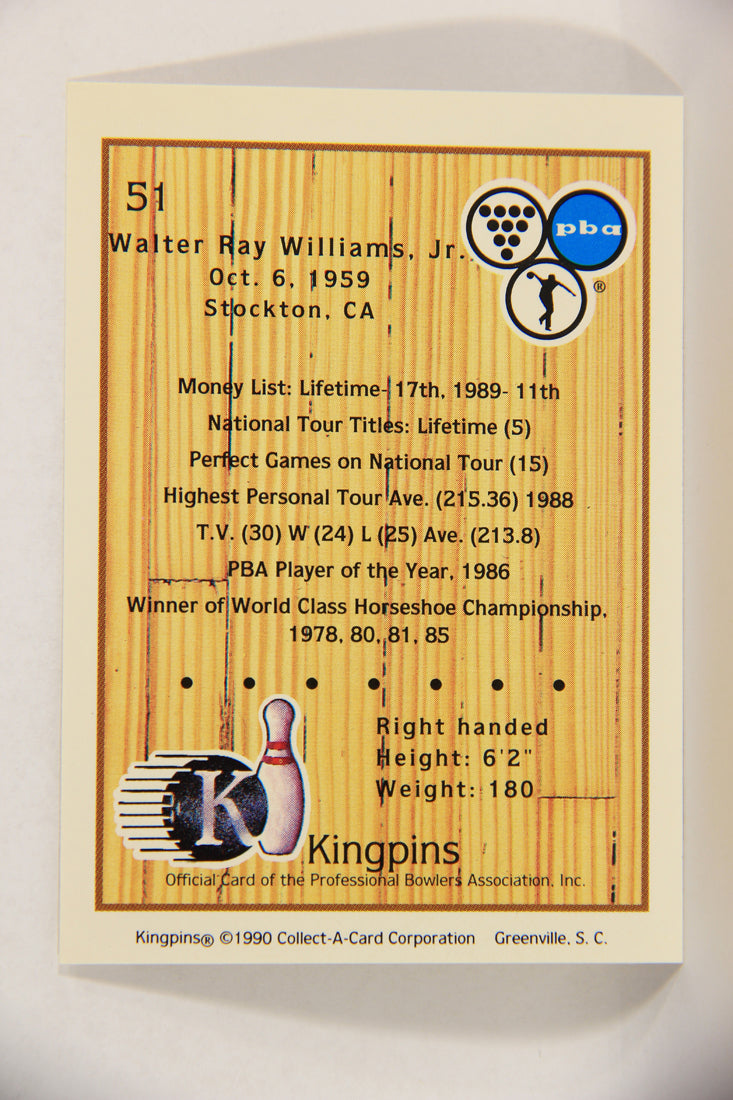 51
pba
Walter Ray Williams, Jr.
Oct. 6, 1959
Stockton, CA
®
Money List: Lifetime- 17th, 1989- 11th
National Tour Titles: Lifetime (5)
Perfect Games on National Tour (15)
Highest Personal Tour Ave. (215.36) 1988
T.V. (30) W (24) L (25) Ave. (213.8)
PBA Player of the Year, 1986
Winner of World Class Horseshoe Championship,
1978, 80, 81, 85
Right handed
Height: 6'2"
Weight: 180
K
Kingpins
Official Card of the Professional Bowlers Association, Inc.
Kingpins® ©1990 Collect-A-Card Corporation Greenville, S. C.